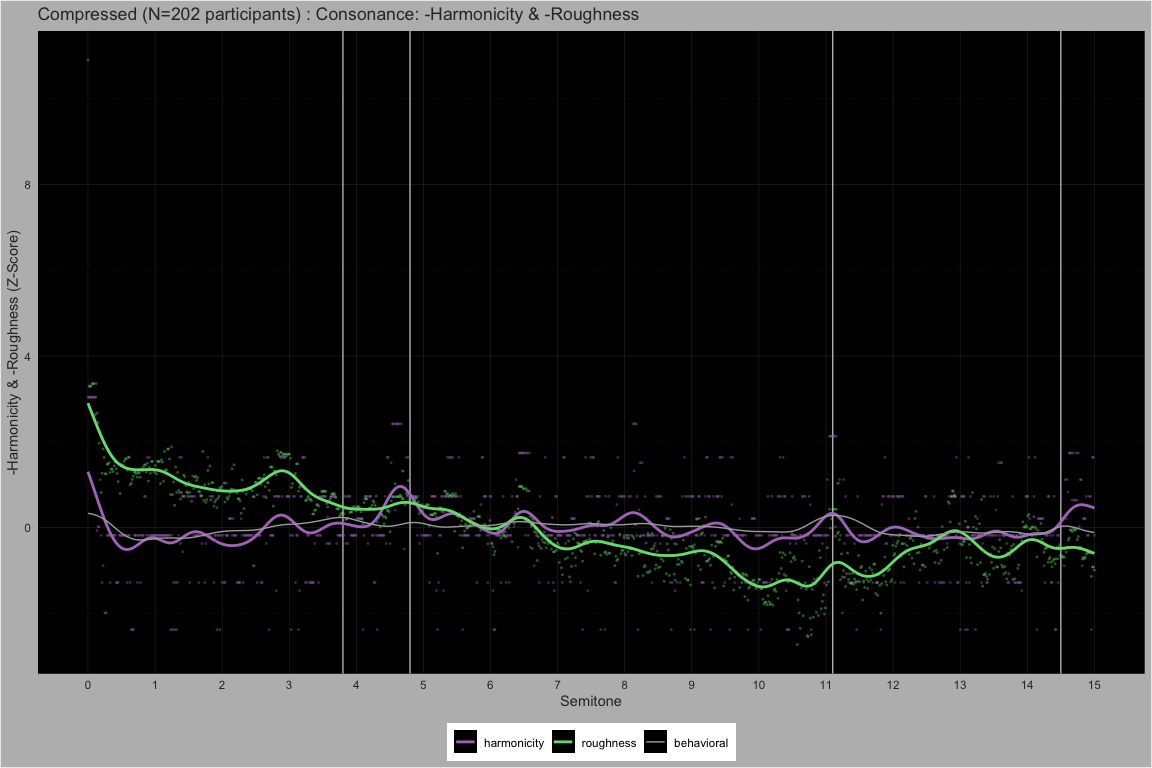 Compressed (N=202 participants) : Consonance: -Harmonicity & -Roughness
-Harmonicity & -Roughness (Z-Score)
8
4
0
0 1 2 3 4 5 6 7 8 9 10 11 12 13 14 15
Semitone
harmonicity roughness behavioral